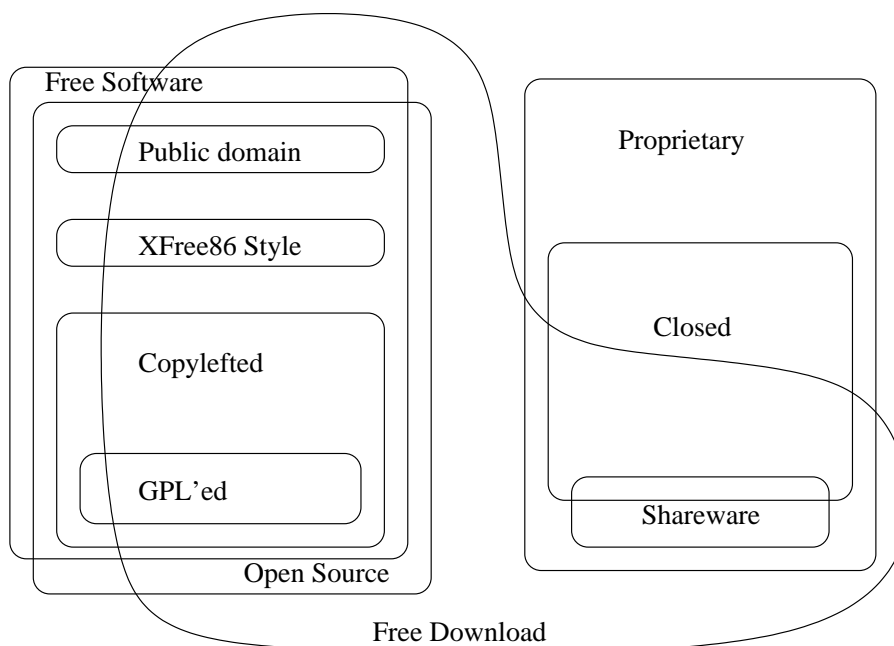 Free Software
Public domain
XFree86 Style
Copylefted
GPL'ed
Open Source
Proprietary
Closed
Shareware
Free Download